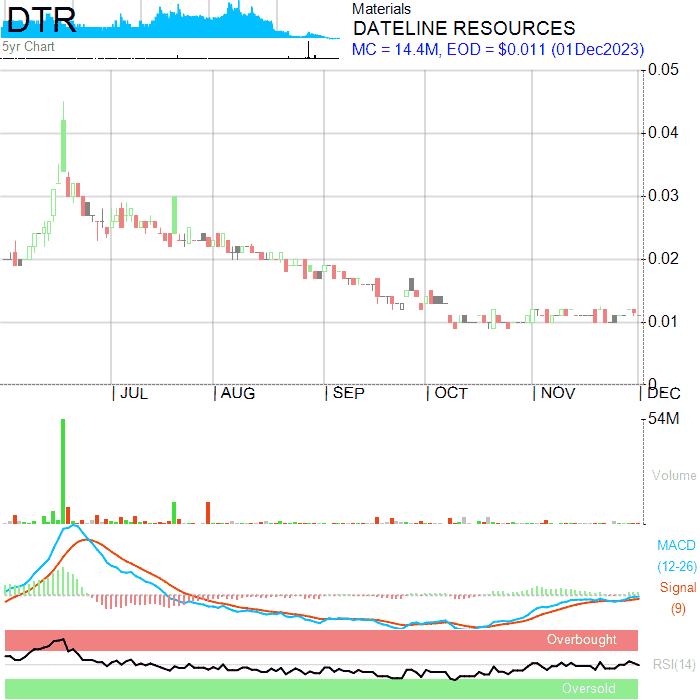 DTR
5yr Chart
Materials
DATELINE RESOURCES
MC = 14.4M, EOD = $0.011 (01Dec2023)
0.05
0.04
0.03
0.02
0.01
0
| JUL | AUG | SEP | OCT | NOV | DEC
54M
Volume
MACD
(12-26)
Signal
(9)
Overbought
RSI(14)
Oversold